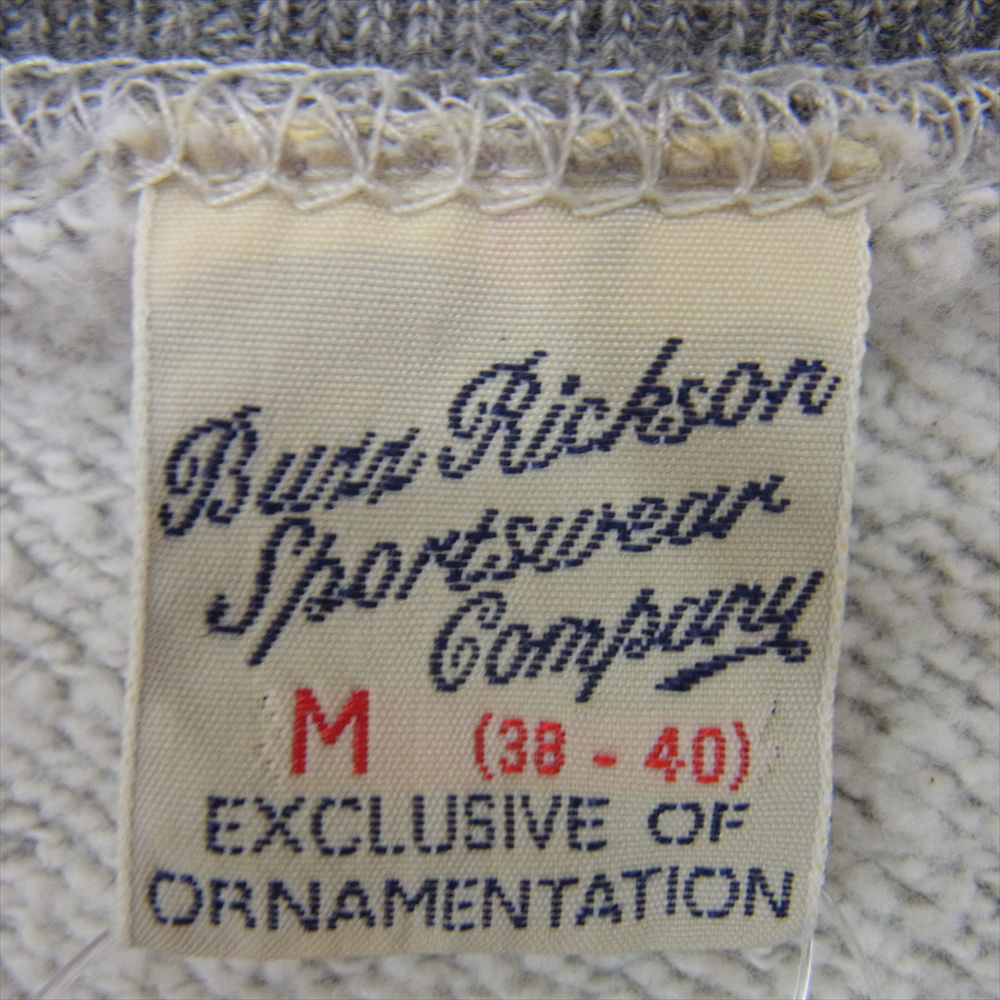 Buzz Rickson
Sportswear
Company
M (38 - 40)
EXCLUSIVE OF
ORNAMENTATION